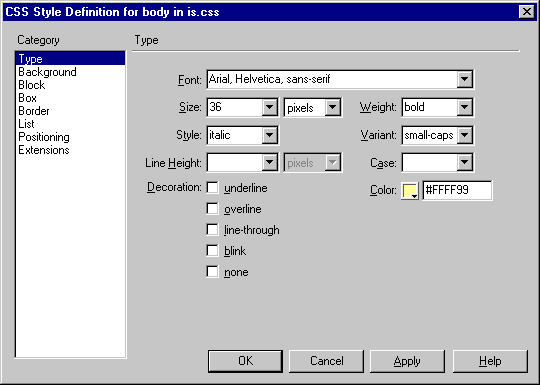 CSS Style Definition for body in is.css
Category
Type
Type
Background
Block
Box
Border
List
Positioning
Extensions
Font: Arial, Helvetica, sans-serif
Size: 36 pixels Weight: bold
Style: italic Variant: small-caps
Line Height: pixels Case:
Decoration: underline Color: #FFFF99
overline
line-through
blink
none
OK Cancel Apply Help